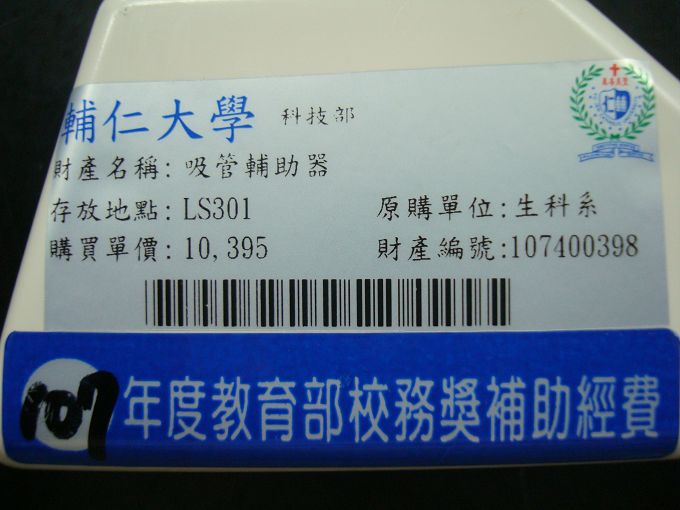 輔仁大學 科技部
財產名稱: 吸管輔助器
存放地點: LS301 原購單位: 生科系
購買單價: 10,395 財產編號:107400398
107年度教育部校務獎補助經費